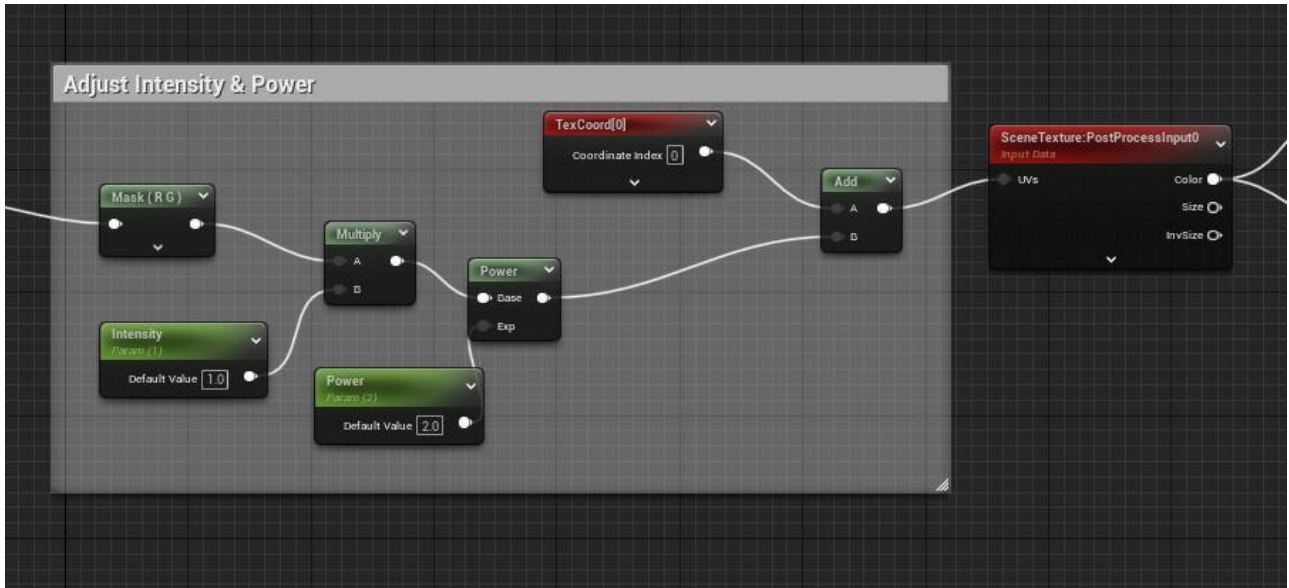 Adjust Intensity & Power
TexCoord[0]
Coordinate Index 0
SceneTexture:PostProcessInput0
Input Data
UVs
Color
Size
InvSize
Add
A
B
Mask ( R G )
Multiply
A
B
Power
Base
Exp
Intensity
Param (1)
Default Value 1.0
Power
Param (2)
Default Value 2.0